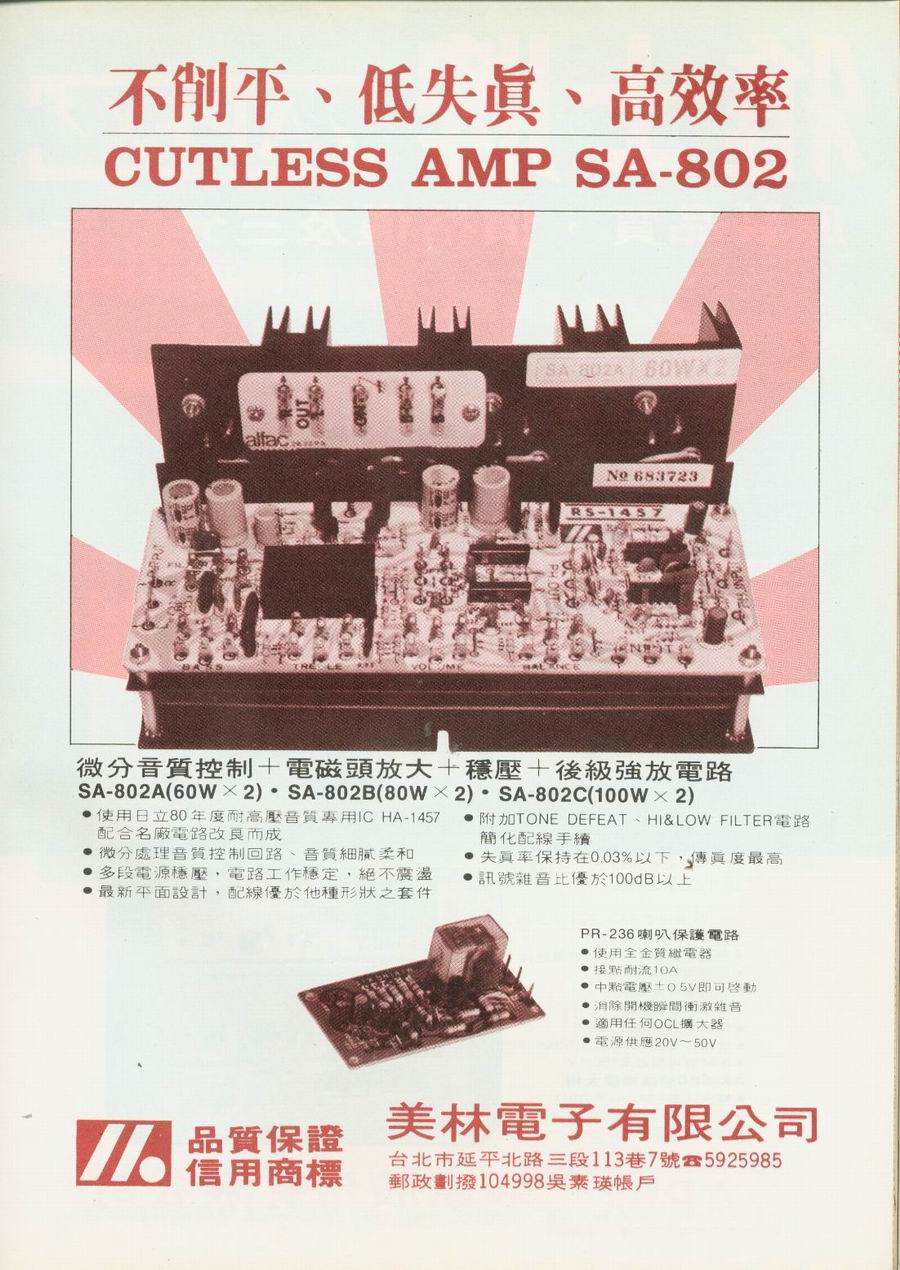 不削平、低失眞、高效率
CUTLESS AMP SA-802
SA-802A 60WX2
OUT
alfac
№ 683723
RS-1457
BASS TREBLE VOLUME BALANCE
微分音質控制＋電磁頭放大＋穩壓＋後級強放電路
SA-802A(60W×2)・SA-802B(80W×2)・SA-802C(100W×2)
●使用日立80年度耐高壓音質專用IC HA-1457
配合名廠電路改良而成
●微分處理音質控制回路、音質細膩柔和
●多段電源穩壓，電路工作穩定，絕不震盪
●最新平面設計，配線優於他種形狀之套件
●附加TONE DEFEAT、HI&LOW FILTER電路
簡化配線手續
●失眞率保持在0.03%以下，傳眞度最高
●訊號雜音比優於100dB以上
PR-236喇叭保護電路
●使用全金質繼電器
●接點耐流10A
●中點電壓±0.5V即可啓動
●消除開機瞬間衝激雜音
●適用任何OCL擴大器
●電源供應20V～50V
品質保證
信用商標
美林電子有限公司
台北市延平北路三段113巷7號☎5925985
郵政劃撥104998吳素瑛帳戶